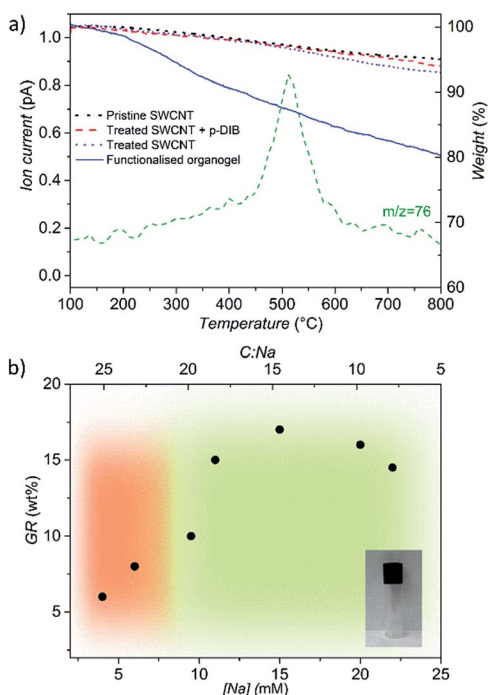 a)
1.0
0.8
0.6
0.4
0.2
0.0
Ion current (pA)
100
90
80
70
60
Weight (%)
Pristine SWCNT
Treated SWCNT + p-DIB
Treated SWCNT
Functionalised organogel
m/z=76
100 200 300 400 500 600 700 800
Temperature (°C)
b)
C:Na
25 20 15 10 5
20
15
10
5
GR (wt%)
5 10 15 20 25
[Na] (mM)